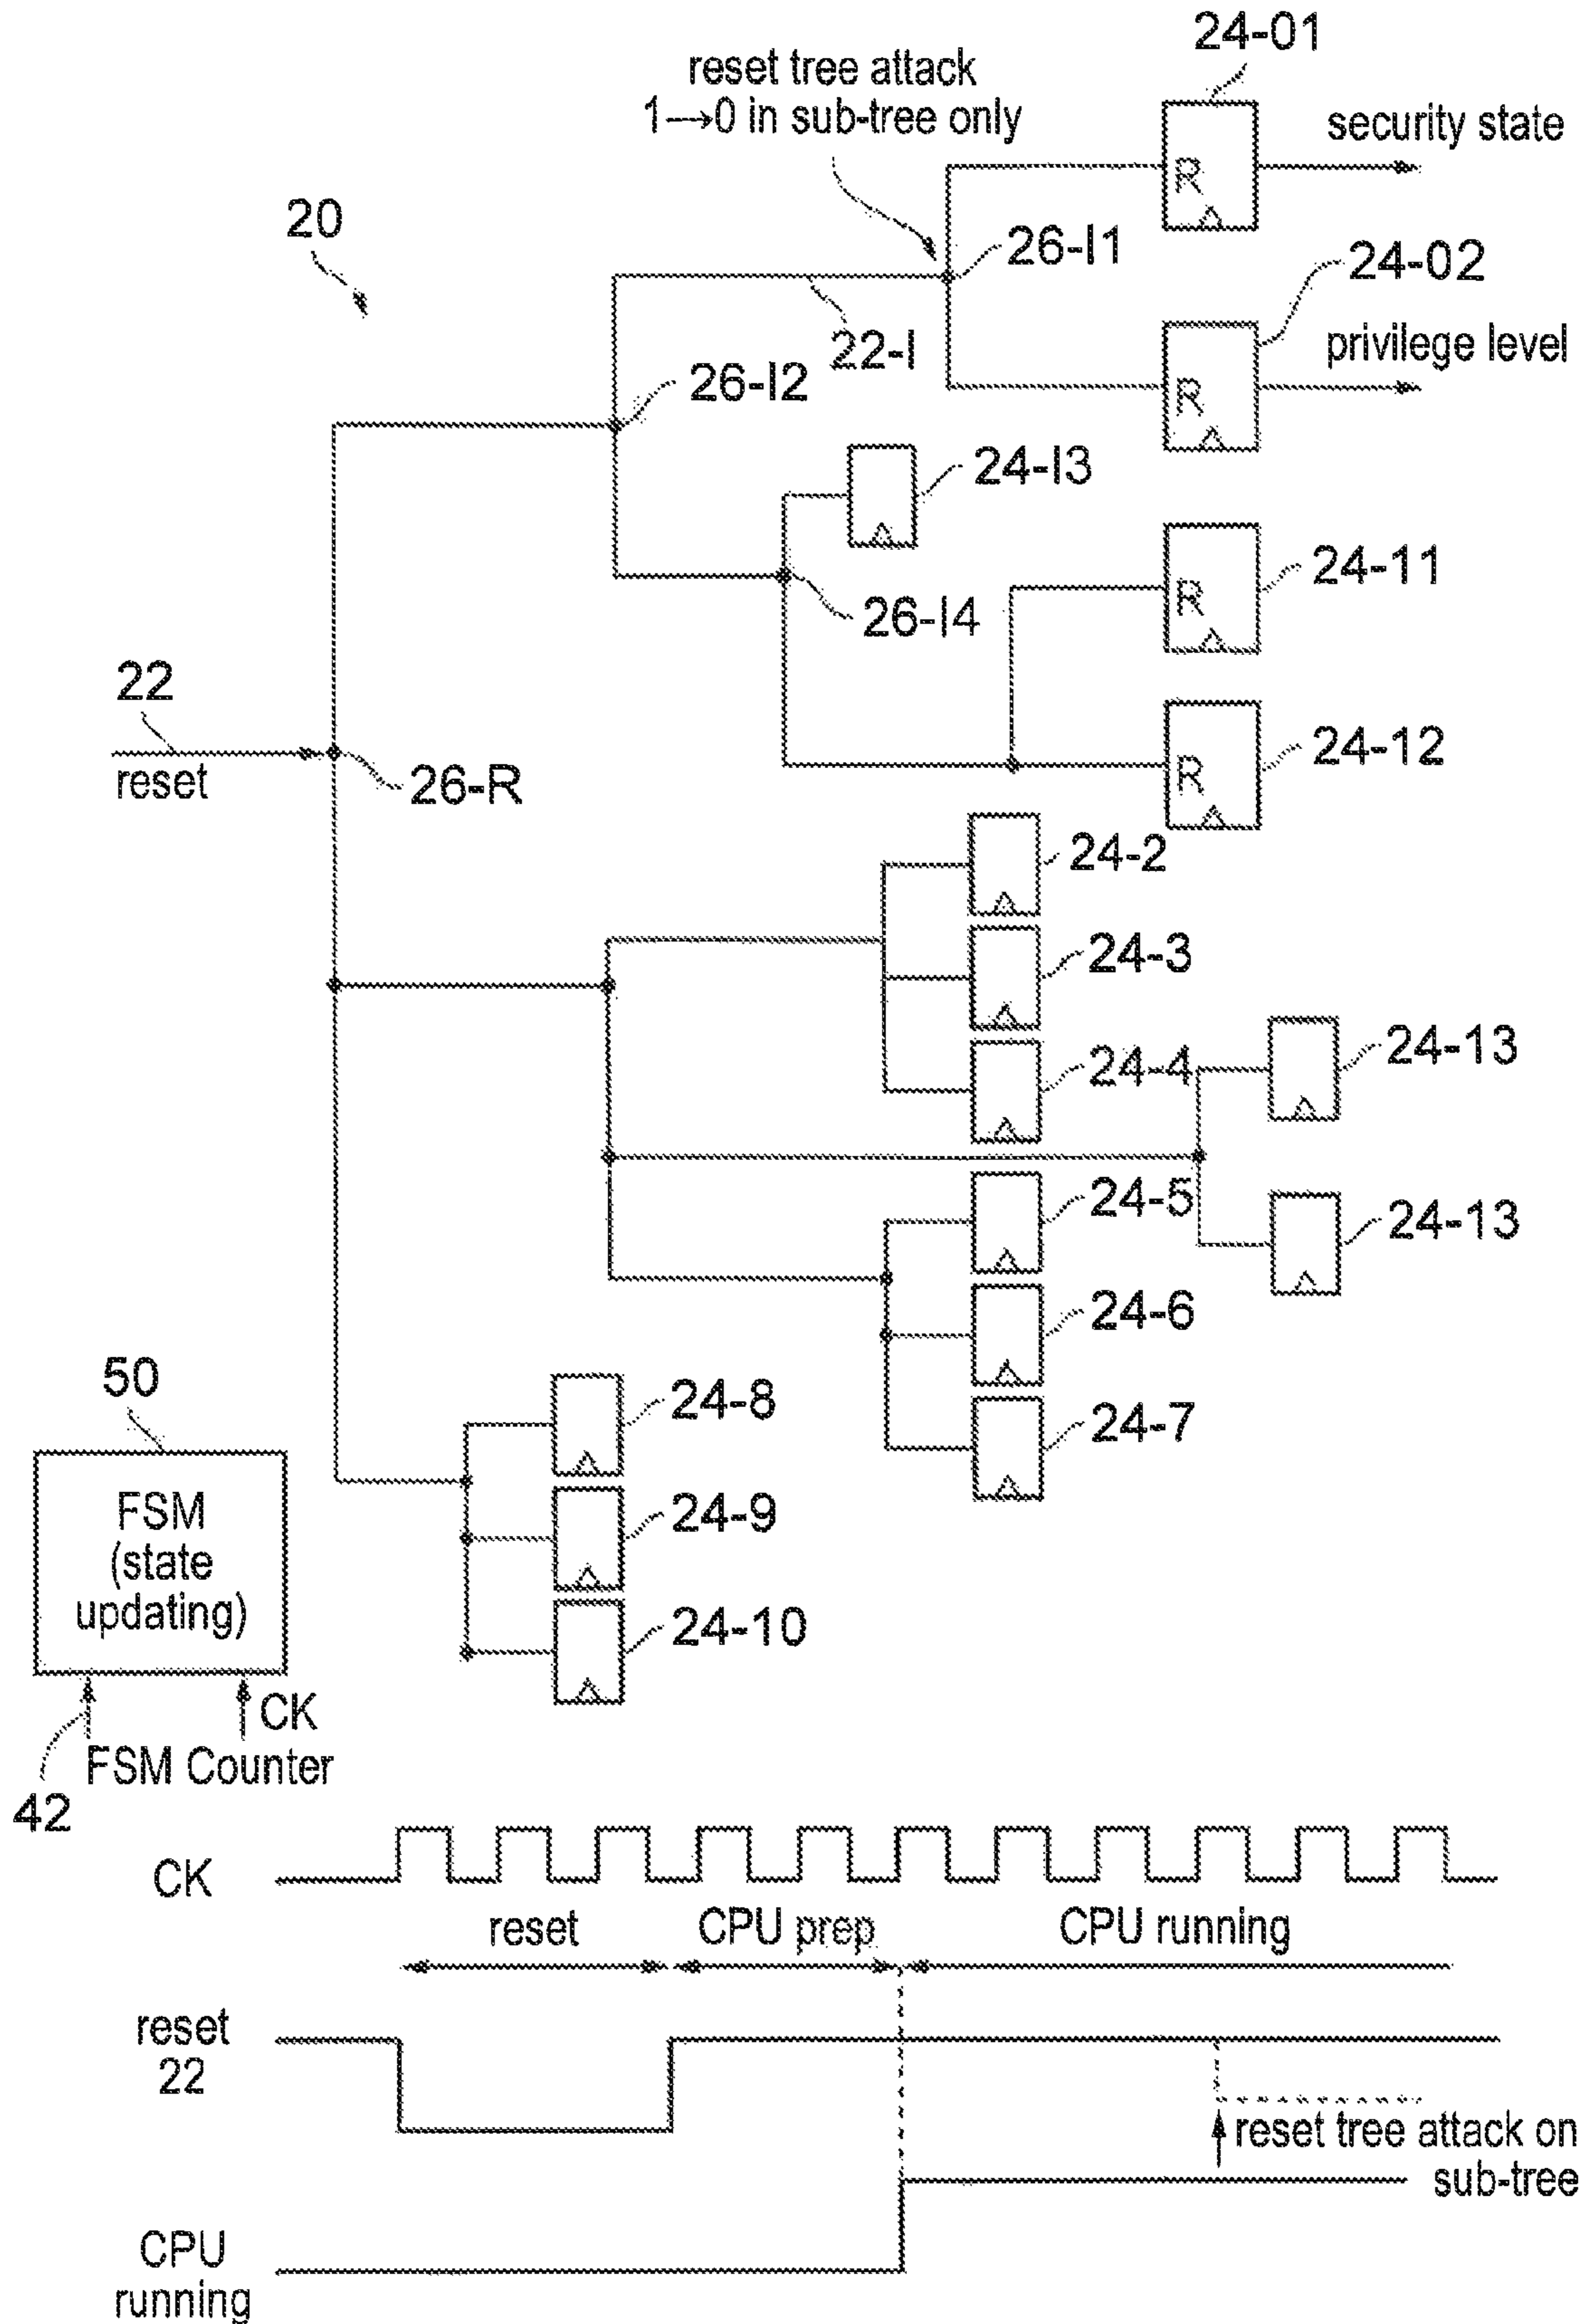 24-01
reset tree attack
1→0 in sub-tree only
security state
R
20
26-I1
24-02
22-I
privilege level
26-I2
R
24-I3
24-11
R
26-I4
22
24-12
reset
26-R
R
24-2
24-3
24-4
24-13
24-5
24-13
24-6
50
24-8
24-7
FSM
(state
updating)
24-9
24-10
CK
FSM Counter
42
CK
reset
CPU prep
CPU running
reset
22
reset tree attack on
sub-tree
CPU
running